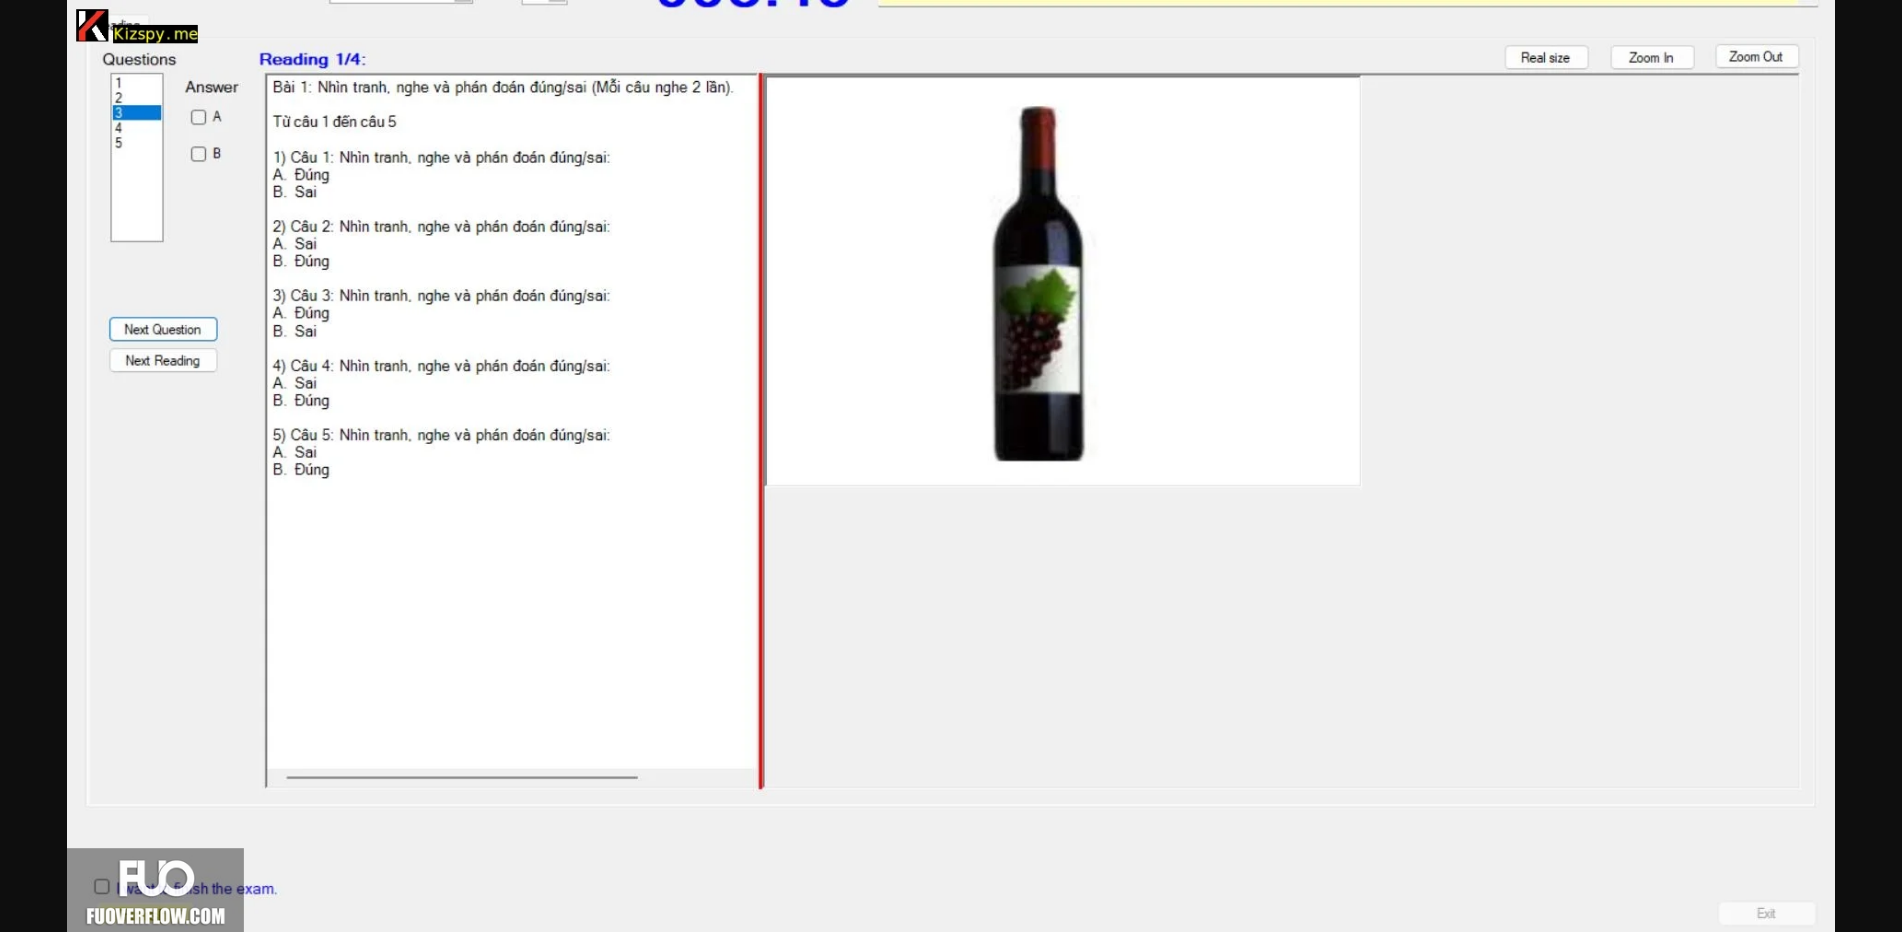 Kizspy.me
Questions
Reading 1/4:
Real size
Zoom In
Zoom Out
1
2
3
4
5
Answer
A
B
Next Question
Next Reading
Bài 1: Nhìn tranh, nghe và phán đoán đúng/sai (Mỗi câu nghe 2 lần).
Từ câu 1 đến câu 5
1) Câu 1: Nhìn tranh, nghe và phán đoán đúng/sai:
A. Đúng
B. Sai
2) Câu 2: Nhìn tranh, nghe và phán đoán đúng/sai:
A. Sai
B. Đúng
3) Câu 3: Nhìn tranh, nghe và phán đoán đúng/sai:
A. Đúng
B. Sai
4) Câu 4: Nhìn tranh, nghe và phán đoán đúng/sai:
A. Sai
B. Đúng
5) Câu 5: Nhìn tranh, nghe và phán đoán đúng/sai:
A. Sai
B. Đúng
FUO
the exam.
FUOVERFLOW.COM
Exit